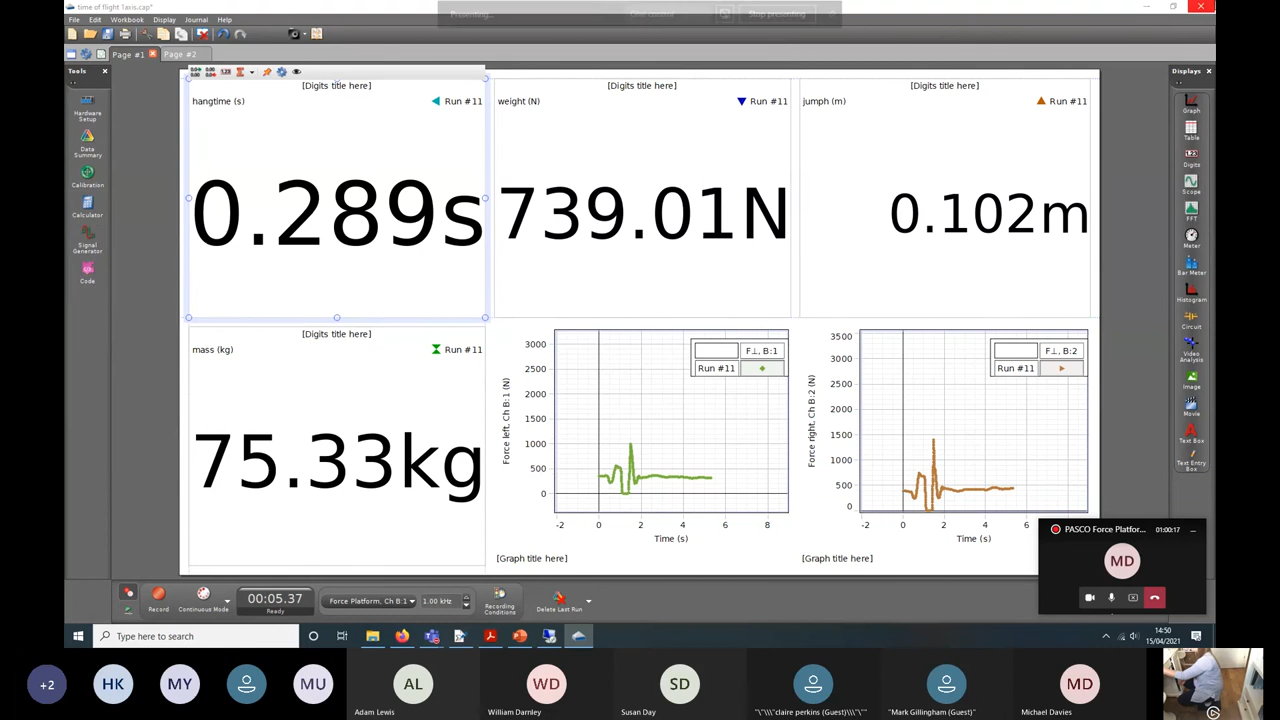 time of flight 1axis.cap*
Presenting...
Stop presenting
File Edit Workbook Display Journal Help
Page #1 Page #2
Tools
Displays
Hardware Setup
Data Summary
Calibration
Calculator
Signal Generator
Code
[Digits title here]
hangtime (s) Run #11
0.289s
[Digits title here]
weight (N) Run #11
739.01N
[Digits title here]
jumph (m) Run #11
0.102m
[Digits title here]
mass (kg) Run #11
75.33kg
Force left, Ch B:1 (N)
3000
2500
2000
1500
1000
500
0
F⊥, B:1
Run #11
-2 0 2 4 6 8
Time (s)
[Graph title here]
Force right, Ch B:2 (N)
3500
3000
2500
2000
1500
1000
500
0
F⊥, B:2
Run #11
-2 0 2 4
Time (s)
[Graph title here]
Graph
Table
Digits
Scope
FFT
Meter
Bar Meter
Histogram
Circuit
Video Analysis
Image
Movie
Text Box
Text Entry Box
PASCO Force Platfor... 01:00:17
MD
Record
Continuous Mode
00:05.37
Ready
Force Platform, Ch B:1
1.00 kHz
Recording Conditions
Delete Last Run
Type here to search
14:50
15/04/2021
+2 HK MY MU AL WD SD MD
Adam Lewis
William Darnley
Susan Day
"\"\\\"claire perkins (Guest)\\\"\""
"Mark Gillingham (Guest)"
Michael Davies